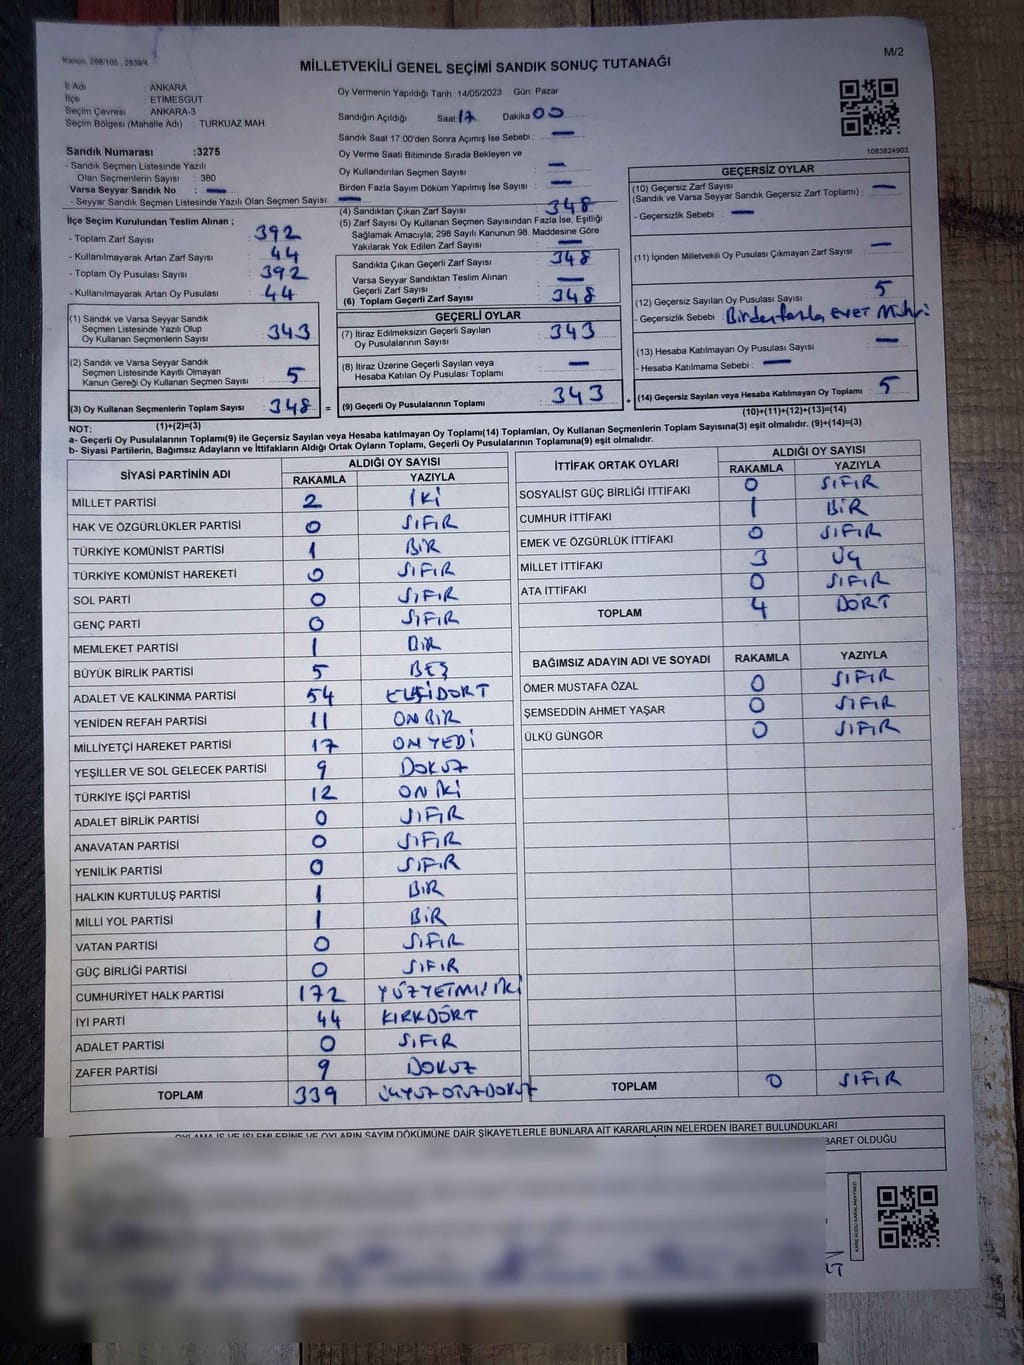 Kanun 298/105 , 2839/4
M/2
MİLLETVEKİLİ GENEL SEÇİMİ SANDIK SONUÇ TUTANAĞI
İl Adı : ANKARA
İlçe : ETİMESGUT
Seçim Çevresi : ANKARA-3
Seçim Bölgesi (Mahalle Adı) : TURKUAZ MAH.
Oy Vermenin Yapıldığı Tarih :14/05/2023 Gün: Pazar
Sandığın Açıldığı Saat 17 Dakika 00
Sandık Saat 17:00'den Sonra Açımış İse Sebebi : —
Oy Verme Saati Bitiminde Sırada Bekleyen ve
Oy Kullandırılan Seçmen Sayısı : —
Birden Fazla Sayım Döküm Yapılmış İse Sayısı : —
1083824903
Sandık Numarası :3275
- Sandık Seçmen Listesinde Yazılı
Olan Seçmenlerin Sayısı : 380
Varsa Seyyar Sandık No : —
- Seyyar Sandık Seçmen Listesinde Yazılı Olan Seçmen Sayısı: —
İlçe Seçim Kurulundan Teslim Alınan ;
- Toplam Zarf Sayısı : 392
- Kullanılmayarak Artan Zarf Sayısı : 44
- Toplam Oy Pusulası Sayısı : 392
- Kullanılmayarak Artan Oy Pusulası : 44
(1) Sandık ve Varsa Seyyar Sandık
Seçmen Listesinde Yazılı Olup
Oy Kullanan Seçmenlerin Sayısı : 343
(2) Sandık ve Varsa Seyyar Sandık
Seçmen Listesinde Kayıtlı Olmayan
Kanun Gereği Oy Kullanan Seçmen Sayısı : 5
(3) Oy Kullanan Seçmenlerin Toplam Sayısı : 348 =
(1)+(2)=(3)
(4) Sandıktan Çıkan Zarf Sayısı : 348
(5) Zarf Sayısı Oy Kullanan Seçmen Sayısından Fazla İse, Eşitliği
Sağlamak Amacıyla; 298 Sayılı Kanunun 98. Maddesine Göre
Yakılarak Yok Edilen Zarf Sayısı : —
Sandıkta Çıkan Geçerli Zarf Sayısı : 348
Varsa Seyyar Sandıktan Teslim Alınan
Geçerli Zarf Sayısı : —
(6) Toplam Geçerli Zarf Sayısı : 348
GEÇERLİ OYLAR
(7) İtiraz Edilmeksizin Geçerli Sayılan
Oy Pusulalarının Sayısı : 343
(8) İtiraz Üzerine Geçerli Sayılan veya
Hesaba Katılan Oy Pusulası Toplamı : —
(9) Geçerli Oy Pusulalarının Toplamı : 343 +
GEÇERSİZ OYLAR
(10) Geçersiz Zarf Sayısı : —
(Sandık ve Varsa Seyyar Sandık Geçersiz Zarf Toplamı)
- Geçersizlik Sebebi : —
(11) İçinden Milletvekili Oy Pusulası Çıkmayan Zarf Sayısı : —
(12) Geçersiz Sayılan Oy Pusulası Sayısı : 5
- Geçersizlik Sebebi : Birden fazla evet Mührü
(13) Hesaba Katılmayan Oy Pusulası Sayısı : —
- Hesaba Katılmama Sebebi : —
(14) Geçersiz Sayılan veya Hesaba Katılmayan Oy Toplamı : 5
(10)+(11)+(12)+(13)=(14)
NOT:
a- Geçerli Oy Pusulalarının Toplamı(9) ile Geçersiz Sayılan veya Hesaba katılmayan Oy Toplamı(14) Toplamları, Oy Kullanan Seçmenlerin Toplam Sayısına(3) eşit olmalıdır. (9)+(14)=(3)
b- Siyasi Partilerin, Bağımsız Adayların ve İttifakların Aldığı Ortak Oyların Toplamı, Geçerli Oy Pusulalarının Toplamına(9) eşit olmalıdır.
SİYASİ PARTİNİN ADI ALDIĞI OY SAYISI
RAKAMLA YAZIYLA
MİLLET PARTİSİ 2 İKİ
HAK VE ÖZGÜRLÜKLER PARTİSİ 0 SIFIR
TÜRKİYE KOMÜNİST PARTİSİ 1 BİR
TÜRKİYE KOMÜNİST HAREKETİ 0 SIFIR
SOL PARTİ 0 SIFIR
GENÇ PARTİ 0 SIFIR
MEMLEKET PARTİSİ 1 BİR
BÜYÜK BİRLİK PARTİSİ 5 BEŞ
ADALET VE KALKINMA PARTİSİ 54 ELLİDÖRT
YENİDEN REFAH PARTİSİ 11 ONBİR
MİLLİYETÇİ HAREKET PARTİSİ 17 ONYEDİ
YEŞİLLER VE SOL GELECEK PARTİSİ 9 DOKUZ
TÜRKİYE İŞÇİ PARTİSİ 12 ONİKİ
ADALET BİRLİK PARTİSİ 0 SIFIR
ANAVATAN PARTİSİ 0 SIFIR
YENİLİK PARTİSİ 0 SIFIR
HALKIN KURTULUŞ PARTİSİ 1 BİR
MİLLİ YOL PARTİSİ 1 BİR
VATAN PARTİSİ 0 SIFIR
GÜÇ BİRLİĞİ PARTİSİ 0 SIFIR
CUMHURİYET HALK PARTİSİ 172 YÜZYETMİŞ İKİ
İYİ PARTİ 44 KIRKDÖRT
ADALET PARTİSİ 0 SIFIR
ZAFER PARTİSİ 9 DOKUZ
TOPLAM 339 ÜÇYÜZOTUZDOKUZ
İTTİFAK ORTAK OYLARI ALDIĞI OY SAYISI
RAKAMLA YAZIYLA
SOSYALİST GÜÇ BİRLİĞİ İTTİFAKI 0 SIFIR
CUMHUR İTTİFAKI 1 BİR
EMEK VE ÖZGÜRLÜK İTTİFAKI 0 SIFIR
MİLLET İTTİFAKI 3 ÜÇ
ATA İTTİFAKI 0 SIFIR
TOPLAM 4 DÖRT
BAĞIMSIZ ADAYIN ADI VE SOYADI RAKAMLA YAZIYLA
ÖMER MUSTAFA ÖZAL 0 SIFIR
ŞEMSEDDİN AHMET YAŞAR 0 SIFIR
ÜLKÜ GÜNGÖR 0 SIFIR
TOPLAM 0 SIFIR
OYLAMA İŞ VE İŞLEMLERİNE VE OYLARIN SAYIM DÖKÜMÜNE DAİR ŞİKAYETLERLE BUNLARA AİT KARARLARIN NELERDEN İBARET BULUNDUKLARI
BARET OLDUĞU
KARE KODU KARALAMAYINIZ!